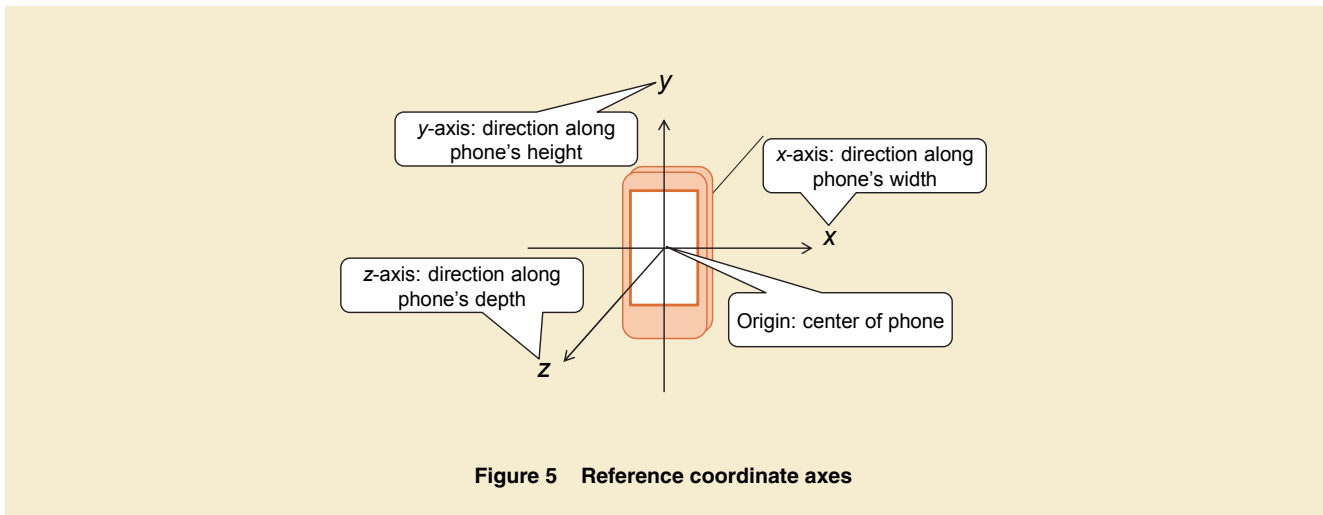 y
y-axis: direction along
phone's height
x-axis: direction along
phone's width
x
z-axis: direction along
phone's depth
Origin: center of phone
z
Figure 5 Reference coordinate axes